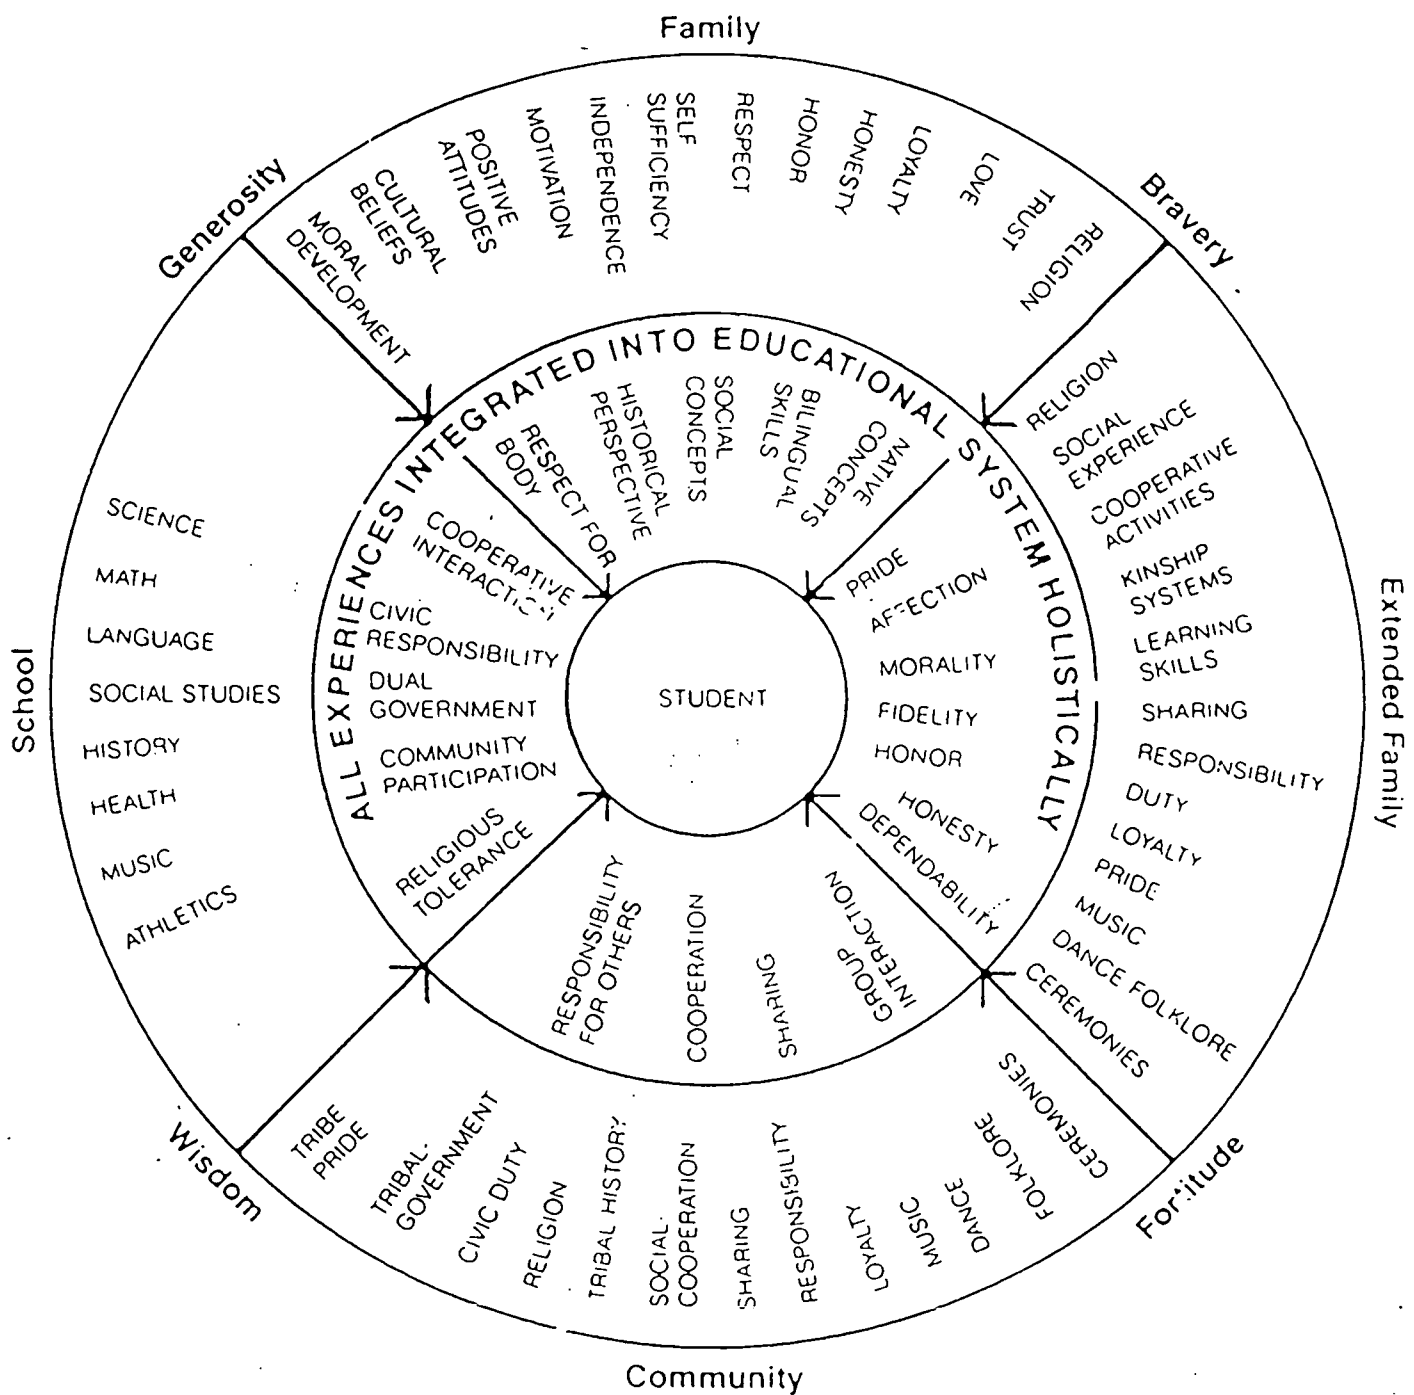 Family
Generosity
Bravery
School
Extended Family
Wisdom
Fortitude
Community
MORAL
DEVELOPMENT
CULTURAL
BELIEFS
POSITIVE
ATTITUDES
MOTIVATION
INDEPENDENCE
SELF
SUFFICIENCY
RESPECT
HONOR
HONESTY
LOYALTY
LOVE
TRUST
RELIGION
RELIGION
SOCIAL
EXPERIENCE
COOPERATIVE
ACTIVITIES
KINSHIP
SYSTEMS
LEARNING
SKILLS
SHARING
RESPONSIBILITY
DUTY
LOYALTY
PRIDE
MUSIC
DANCE FOLKLORE
CEREMONIES
CEREMONIES
FOLKLORE
DANCE
MUSIC
LOYALTY
RESPONSIBILITY
SHARING
SOCIAL
COOPERATION
TRIBAL HISTORY
RELIGION
CIVIC DUTY
TRIBAL
GOVERNMENT
TRIBE
PRIDE
SCIENCE
MATH
LANGUAGE
SOCIAL STUDIES
HISTORY
HEALTH
MUSIC
ATHLETICS
ALL EXPERIENCES INTEGRATED INTO EDUCATIONAL SYSTEM HOLISTICALLY
RESPECT FOR
BODY
HISTORICAL
PERSPECTIVE
SOCIAL
CONCEPTS
BILINGUAL
SKILLS
NATIVE
CONCEPTS
PRIDE
AFFECTION
MORALITY
FIDELITY
HONOR
HONESTY
DEPENDABILITY
GROUP
INTERACTION
SHARING
COOPERATION
RESPONSIBILITY
FOR OTHERS
COOPERATIVE
INTERACTION
CIVIC
RESPONSIBILITY
DUAL
GOVERNMENT
COMMUNITY
PARTICIPATION
RELIGIOUS
TOLERANCE
STUDENT